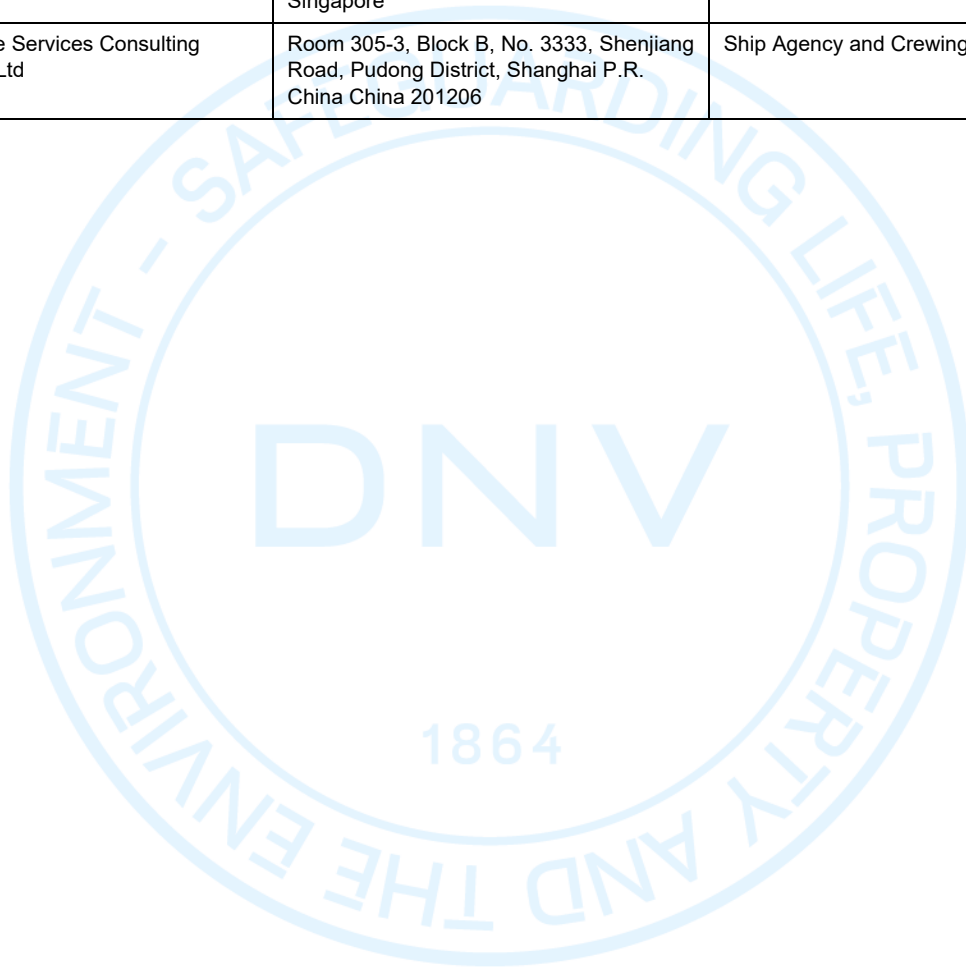 Singapore
e Services Consulting
Ltd
Room 305-3, Block B, No. 3333, Shenjiang
Road, Pudong District, Shanghai P.R.
China China 201206
Ship Agency and Crewing
SAFEGUARDING LIFE, PROPERTY AND THE ENVIRONMENT –
DNV
1864